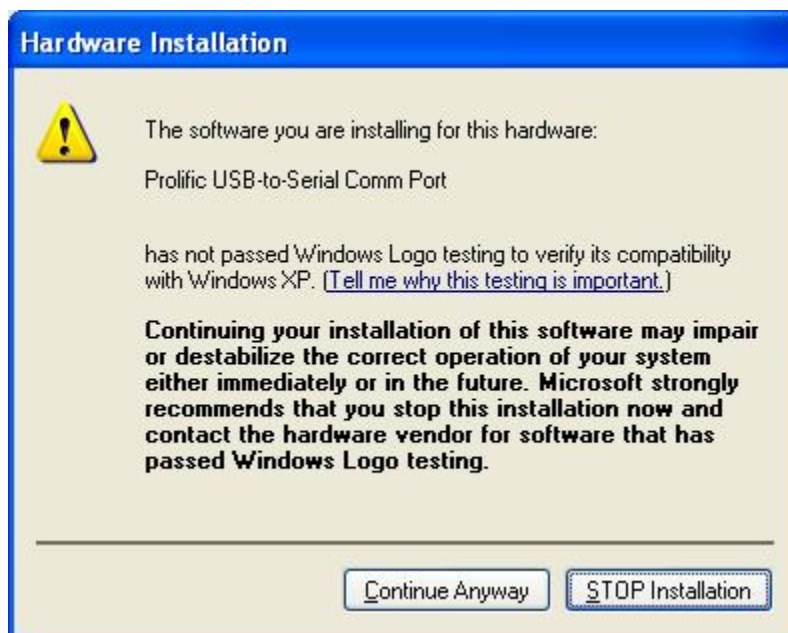 Hardware Installation
The software you are installing for this hardware:
Prolific USB-to-Serial Comm Port
has not passed Windows Logo testing to verify its compatibility
with Windows XP. (Tell me why this testing is important.)
Continuing your installation of this software may impair
or destabilize the correct operation of your system
either immediately or in the future. Microsoft strongly
recommends that you stop this installation now and
contact the hardware vendor for software that has
passed Windows Logo testing.
Continue Anyway
STOP Installation